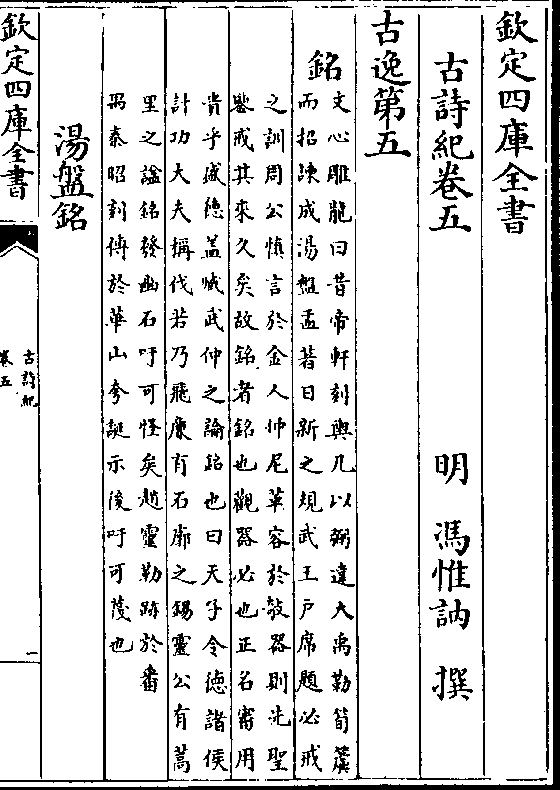 欽定四庫全書
古詩紀卷五
明 馮惟訥 撰
古逸第五
銘
文心雕龍曰昔帝軒刻輿几以弼違大禹勒筍簴
而招諫成湯盤盂著日新之規武王戶席題必戒
之訓周公慎言於金人仲尼革容於欹器則先聖
鑒戒其來久矣故銘者銘也觀器必也正名審用
貴乎盛德蓋臧武仲之論銘也曰天子令德諸侯
計功大夫稱伐若乃飛廉有石廓之錫靈公有蒿
里之諡銘發幽石吁可怪矣趙靈勒跡於番
吾秦昭刻傳於華山夸誕示後吁可茂也
湯盤銘
欽定四庫全書
古詩紀
卷五
一